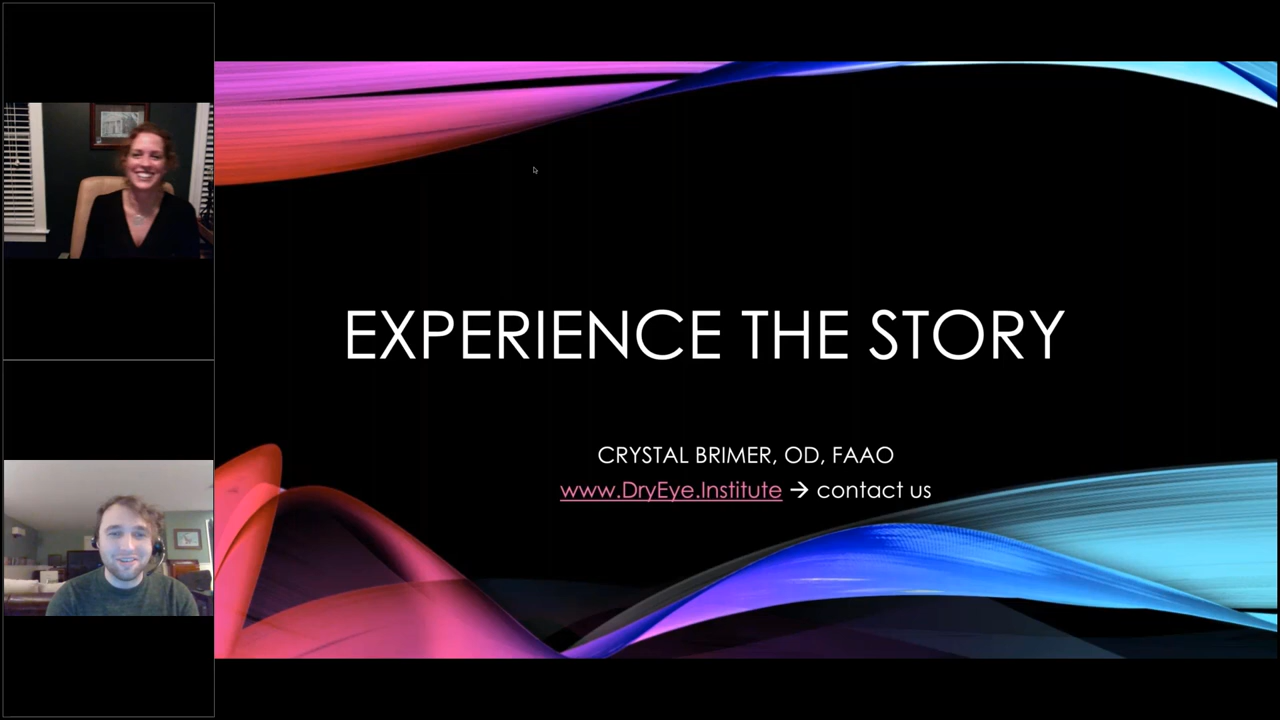 EXPERIENCE THE STORY
CRYSTAL BRIMER, OD, FAAO
www.DryEye.Institute → contact us